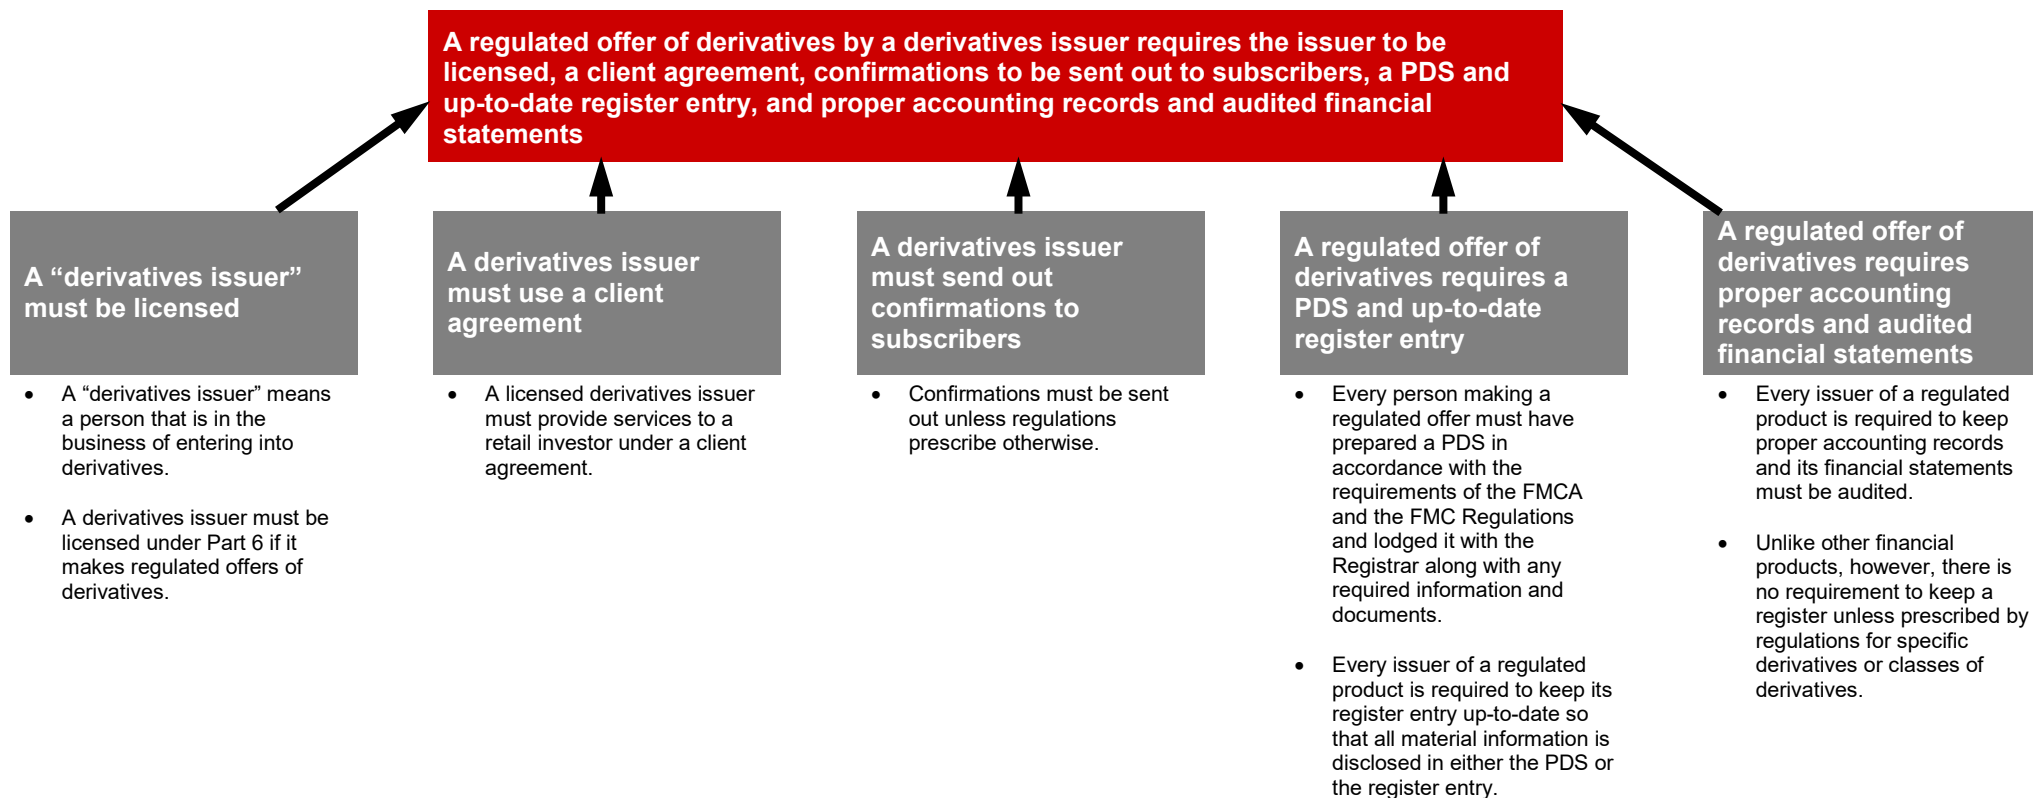 A regulated offer of derivatives by a derivatives issuer requires the issuer to be
licensed, a client agreement, confirmations to be sent out to subscribers, a PDS and
up-to-date register entry, and proper accounting records and audited financial
statements
A “derivatives issuer”
must be licensed
• A “derivatives issuer” means
a person that is in the
business of entering into
derivatives.
• A derivatives issuer must be
licensed under Part 6 if it
makes regulated offers of
derivatives.
A derivatives issuer
must use a client
agreement
• A licensed derivatives issuer
must provide services to a
retail investor under a client
agreement.
A derivatives issuer
must send out
confirmations to
subscribers
• Confirmations must be sent
out unless regulations
prescribe otherwise.
A regulated offer of
derivatives requires a
PDS and up-to-date
register entry
• Every person making a
regulated offer must have
prepared a PDS in
accordance with the
requirements of the FMCA
and the FMC Regulations
and lodged it with the
Registrar along with any
required information and
documents.
• Every issuer of a regulated
product is required to keep its
register entry up-to-date so
that all material information is
disclosed in either the PDS or
the register entry.
A regulated offer of
derivatives requires
proper accounting
records and audited
financial statements
• Every issuer of a regulated
product is required to keep
proper accounting records
and its financial statements
must be audited.
• Unlike other financial
products, however, there is
no requirement to keep a
register unless prescribed by
regulations for specific
derivatives or classes of
derivatives.